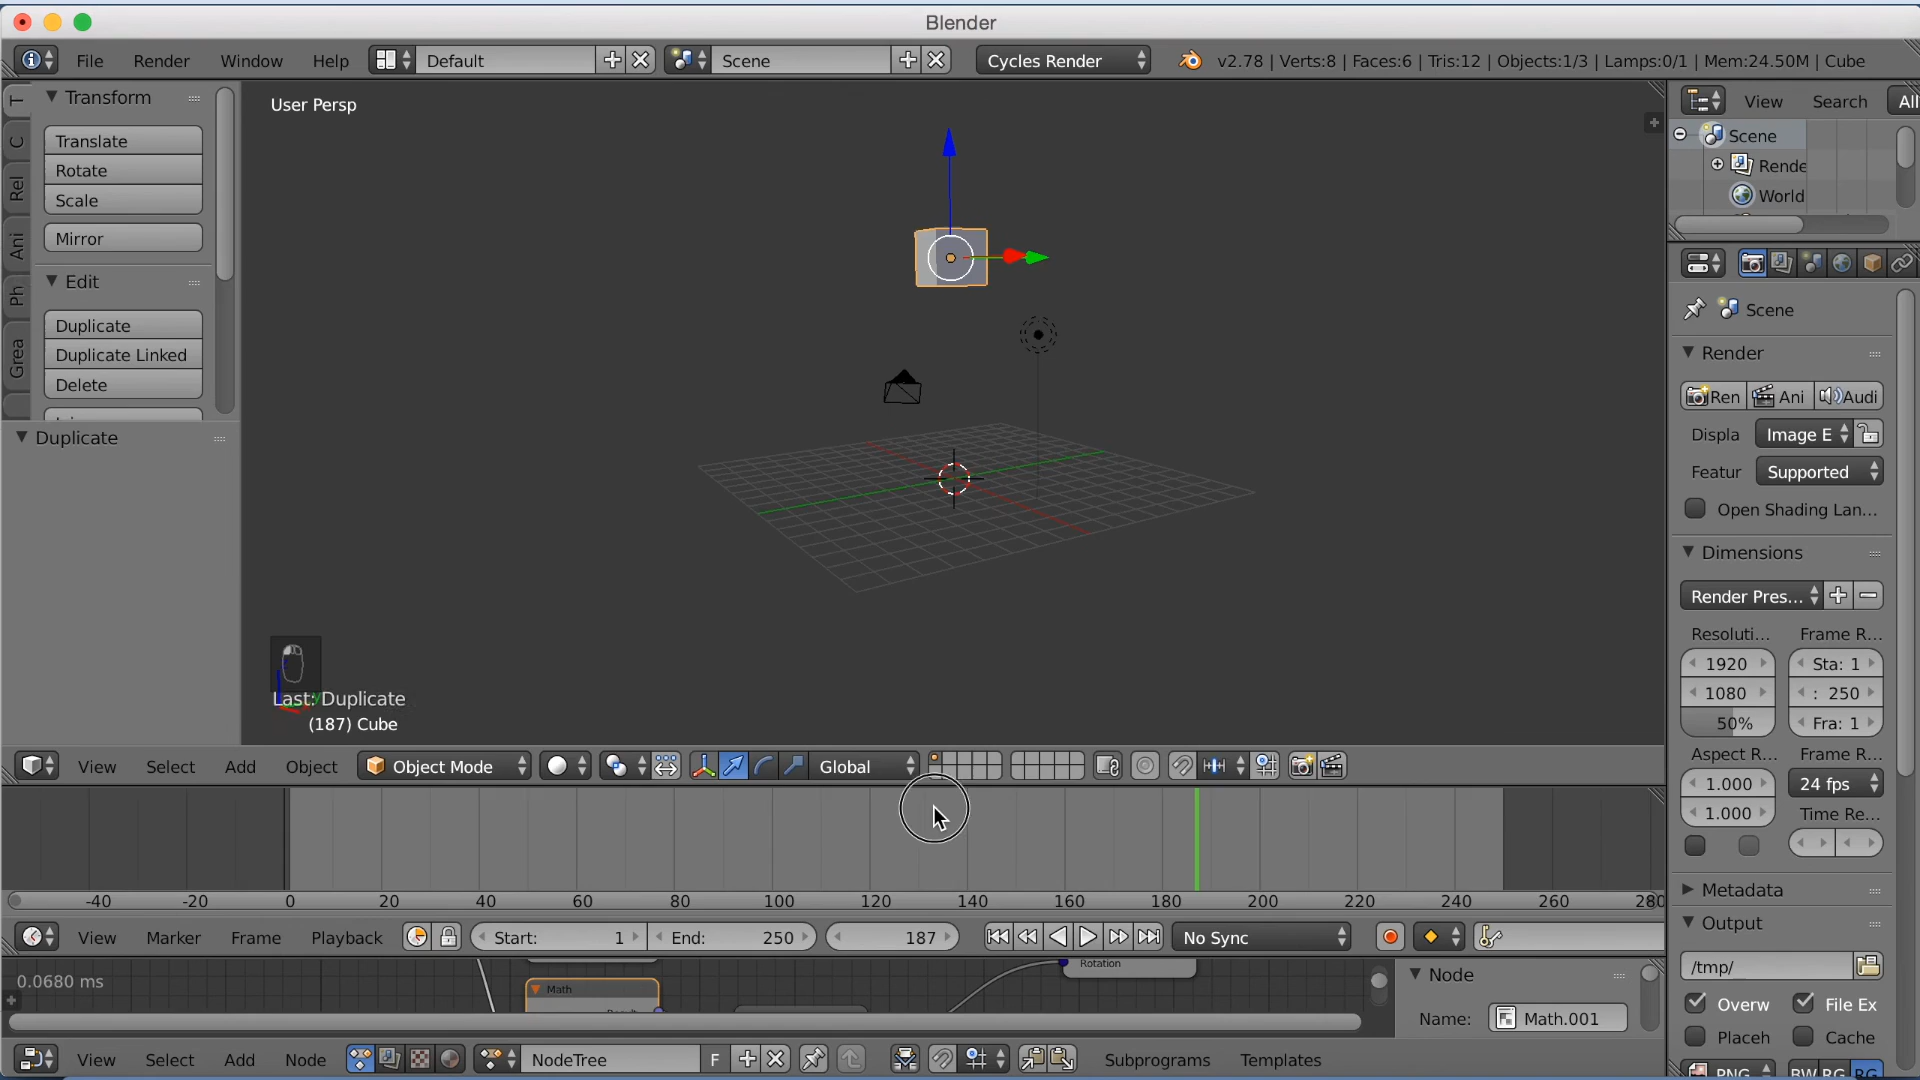 Blender
File Render Window Help Default Scene Cycles Render v2.78 | Verts:8 | Faces:6 | Tris:12 | Objects:1/3 | Lamps:0/1 | Mem:24.50M | Cube
T
C
Rel
Ani
Ph
Grea
Transform
Translate
Rotate
Scale
Mirror
Edit
Duplicate
Duplicate Linked
Delete
Duplicate
User Persp
Last: Duplicate
(187) Cube
View Search All
Scene
Rende
World
Scene
Render
Ren Ani Audi
Displa Image E
Featur Supported
Open Shading Lan...
Dimensions
Render Pres...
Resoluti... Frame R...
1920 Sta: 1
1080 : 250
50% Fra: 1
Aspect R... Frame R...
1.000 24 fps
1.000 Time Re...
Metadata
Output
/tmp/
Overw File Ex
Placeh Cache
PNG BW RG RG
View Select Add Object Object Mode Global
-40 -20 0 20 40 60 80 100 120 140 160 180 200 220 240 260 280
View Marker Frame Playback Start: 1 End: 250 187 No Sync
0.0680 ms
Math
Rotation
Node
Name: Math.001
View Select Add Node NodeTree F Subprograms Templates